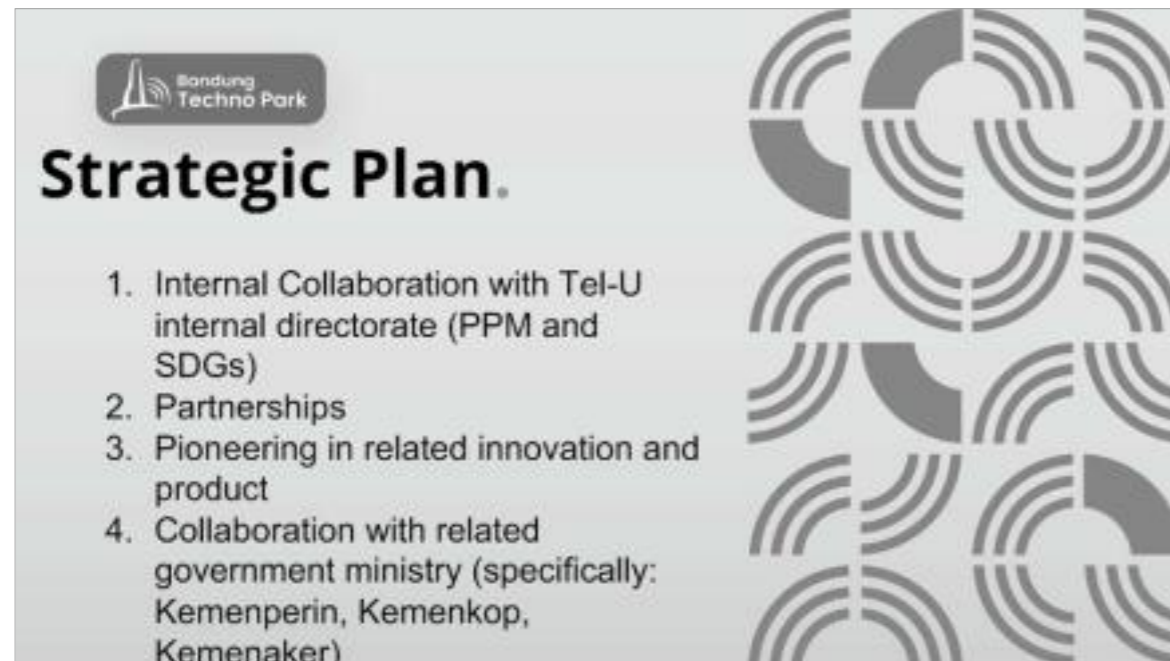 Bandung
Techno Park
Strategic Plan.
1. Internal Collaboration with Tel-U
internal directorate (PPM and
SDGs)
2. Partnerships
3. Pioneering in related innovation and
product
4. Collaboration with related
government ministry (specifically:
Kemenperin, Kemenkop,
Kemenaker)